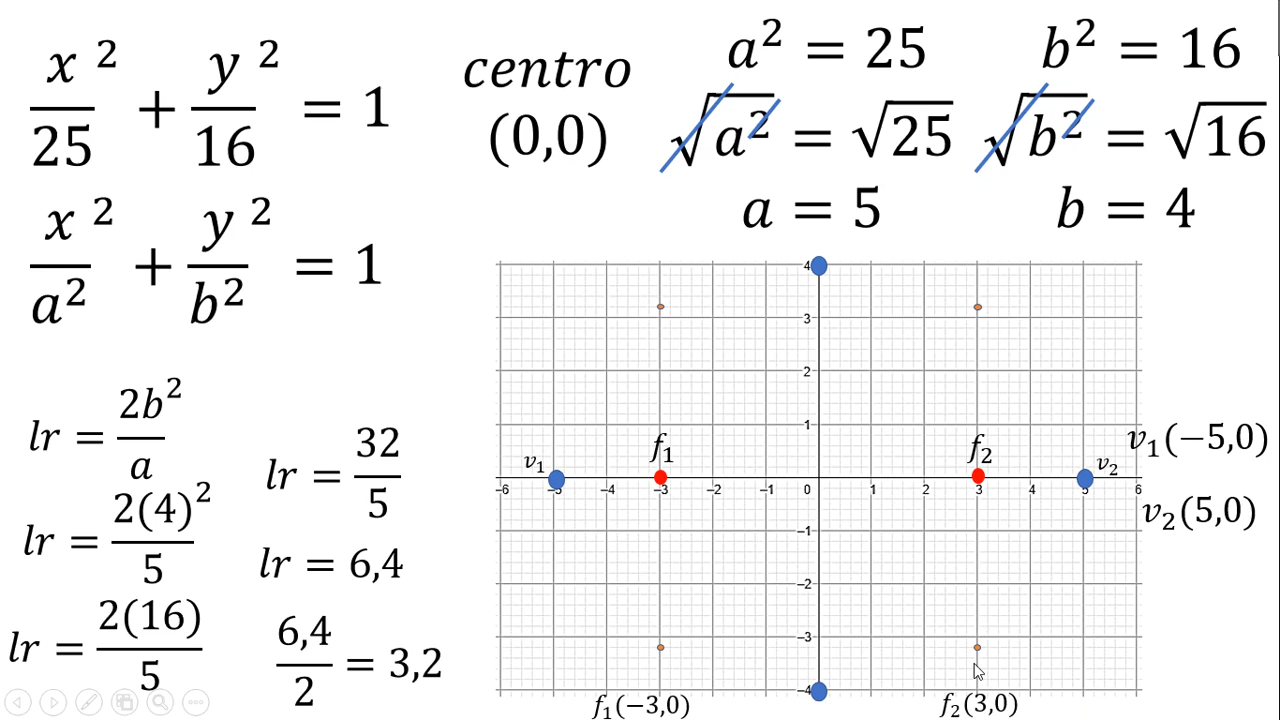 x²/25 + y²/16 = 1
x²/a² + y²/b² = 1
centro
(0,0)
a² = 25
√a² = √25
a = 5
b² = 16
√b² = √16
b = 4
lr = 2b²/a
lr = 2(4)²/5
lr = 2(16)/5
lr = 32/5
lr = 6,4
6,4/2 = 3,2
4
3
2
1
v₁ f₁ f₂ v₂
–6 –5 –4 –3 –2 –1 0 1 2 3 4 5 6
–1
–2
–3
–4
f₁(−3,0) f₂(3,0)
v₁(−5,0)
v₂(5,0)